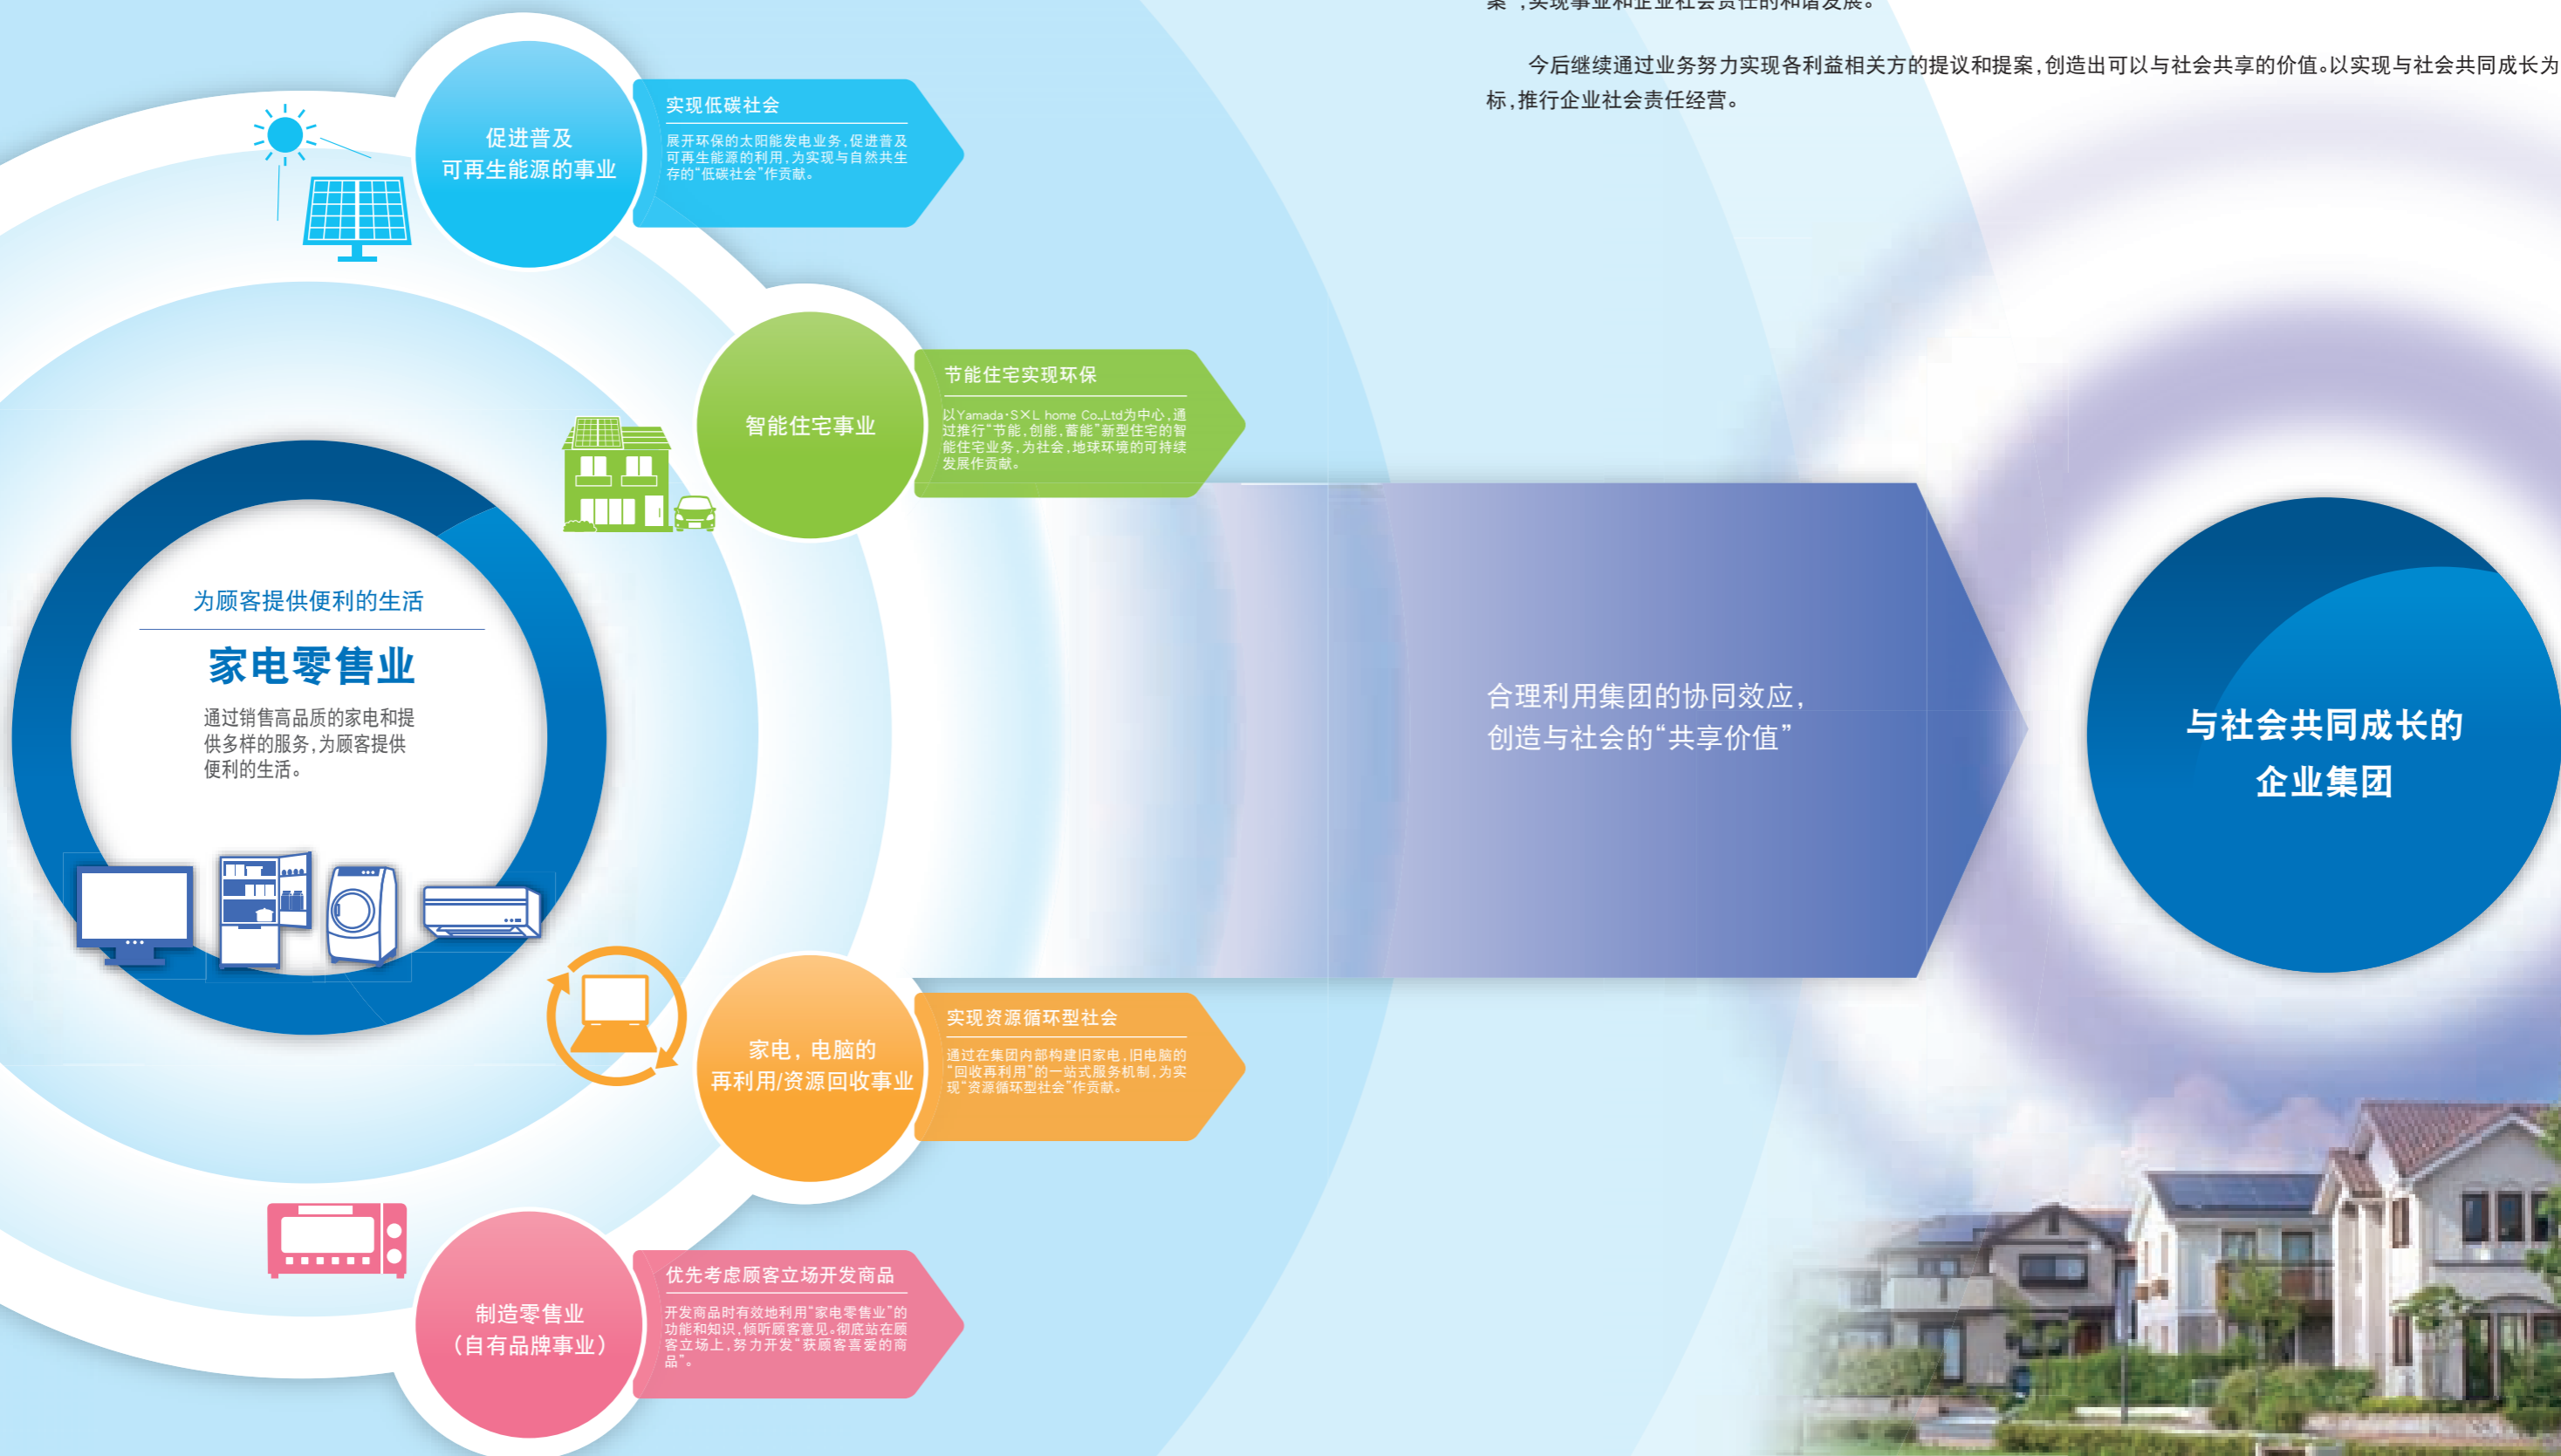 案”,实现事业和企业社会责任的和谐发展。
今后继续通过业务努力实现各利益相关方的提议和提案,创造出可以与社会共享的价值。以实现与社会共同成长为
标,推行企业社会责任经营。
促进普及
可再生能源的事业
实现低碳社会
展开环保的太阳能发电业务,促进普及
可再生能源的利用,为实现与自然共生
存的“低碳社会”作贡献。
智能住宅事业
节能住宅实现环保
以Yamada·S×L home Co.,Ltd为中心,通
过推行“节能,创能,蓄能”新型住宅的智
能住宅业务,为社会,地球环境的可持续
发展作贡献。
为顾客提供便利的生活
家电零售业
通过销售高品质的家电和提
供多样的服务,为顾客提供
便利的生活。
合理利用集团的协同效应,
创造与社会的“共享价值”
与社会共同成长的
企业集团
家电, 电脑的
再利用/资源回收事业
实现资源循环型社会
通过在集团内部构建旧家电,旧电脑的
“回收再利用”的一站式服务机制,为实
现“资源循环型社会”作贡献。
制造零售业
（自有品牌事业）
优先考虑顾客立场开发商品
开发商品时有效地利用“家电零售业”的
功能和知识,倾听顾客意见。彻底站在顾
客立场上,努力开发“获顾客喜爱的商
品”。